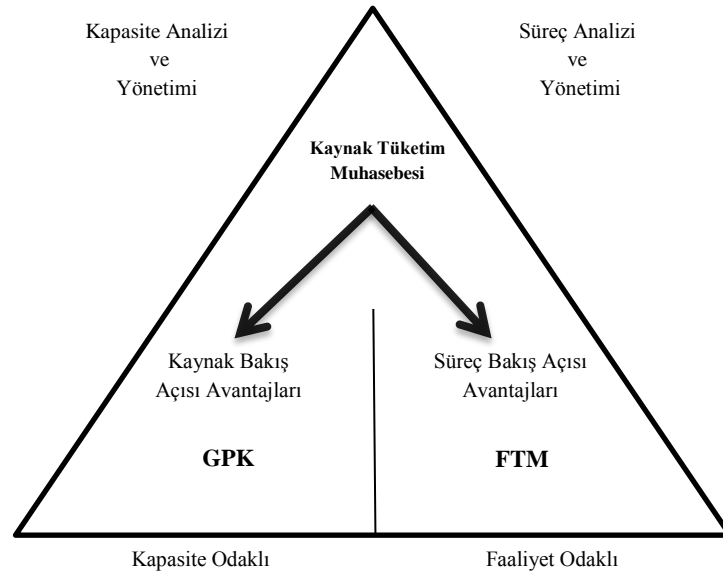 Kapasite Analizi
ve
Yönetimi
Süreç Analizi
ve
Yönetimi
Kaynak Tüketim
Muhasebesi
Kaynak Bakış
Açısı Avantajları
Süreç Bakış Açısı
Avantajları
GPK
FTM
Kapasite Odaklı
Faaliyet Odaklı